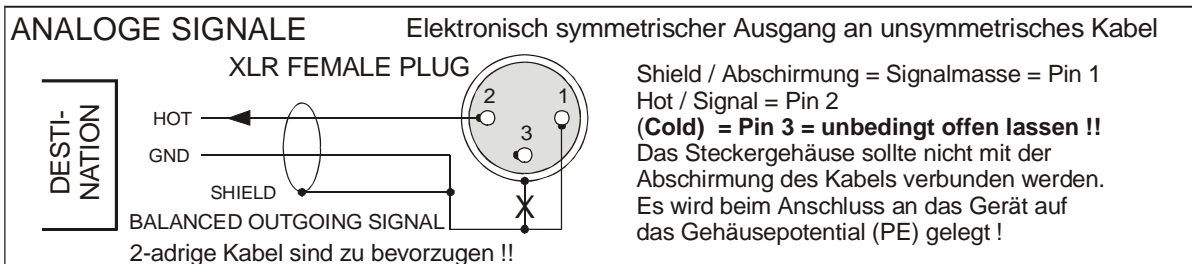 ANALOGE SIGNALE
Elektronisch symmetrischer Ausgang an unsymmetrisches Kabel
XLR FEMALE PLUG
DESTI-
NATION
HOT
GND
SHIELD
2
1
3
X
BALANCED OUTGOING SIGNAL
2-adrige Kabel sind zu bevorzugen !!
Shield / Abschirmung = Signalmasse = Pin 1
Hot / Signal = Pin 2
(Cold) = Pin 3 = unbedingt offen lassen !!
Das Steckergehäuse sollte nicht mit der
Abschirmung des Kabels verbunden werden.
Es wird beim Anschluss an das Gerät auf
das Gehäusepotential (PE) gelegt !